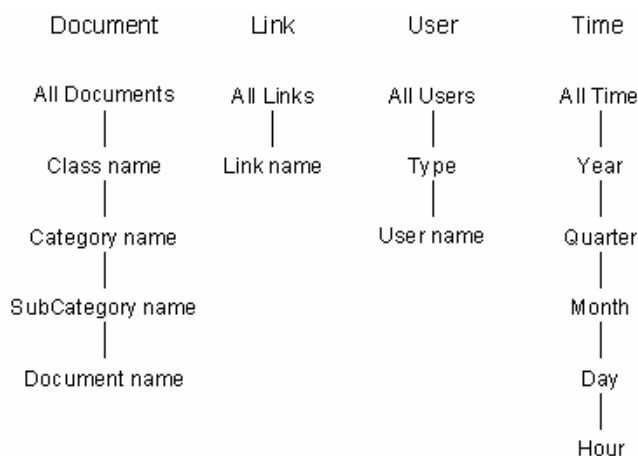 Document Link User Time
All Documents All Links All Users All Time
Class name Link name Type Year
Category name User name Quarter
SubCategory name Month
Document name Day
Hour